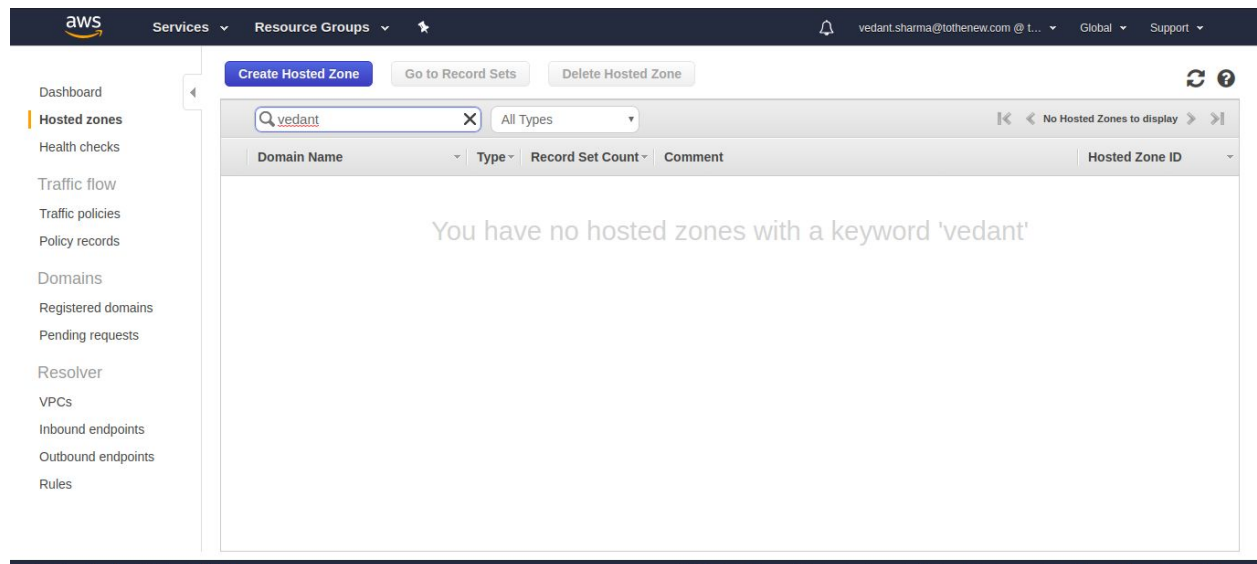 aws Services Resource Groups vedant.sharma@tothenew.com @ t... Global Support
Create Hosted Zone Go to Record Sets Delete Hosted Zone
Dashboard
Hosted zones
Health checks
Traffic flow
Traffic policies
Policy records
Domains
Registered domains
Pending requests
Resolver
VPCs
Inbound endpoints
Outbound endpoints
Rules
vedant All Types No Hosted Zones to display
Domain Name Type Record Set Count Comment Hosted Zone ID
You have no hosted zones with a keyword 'vedant'